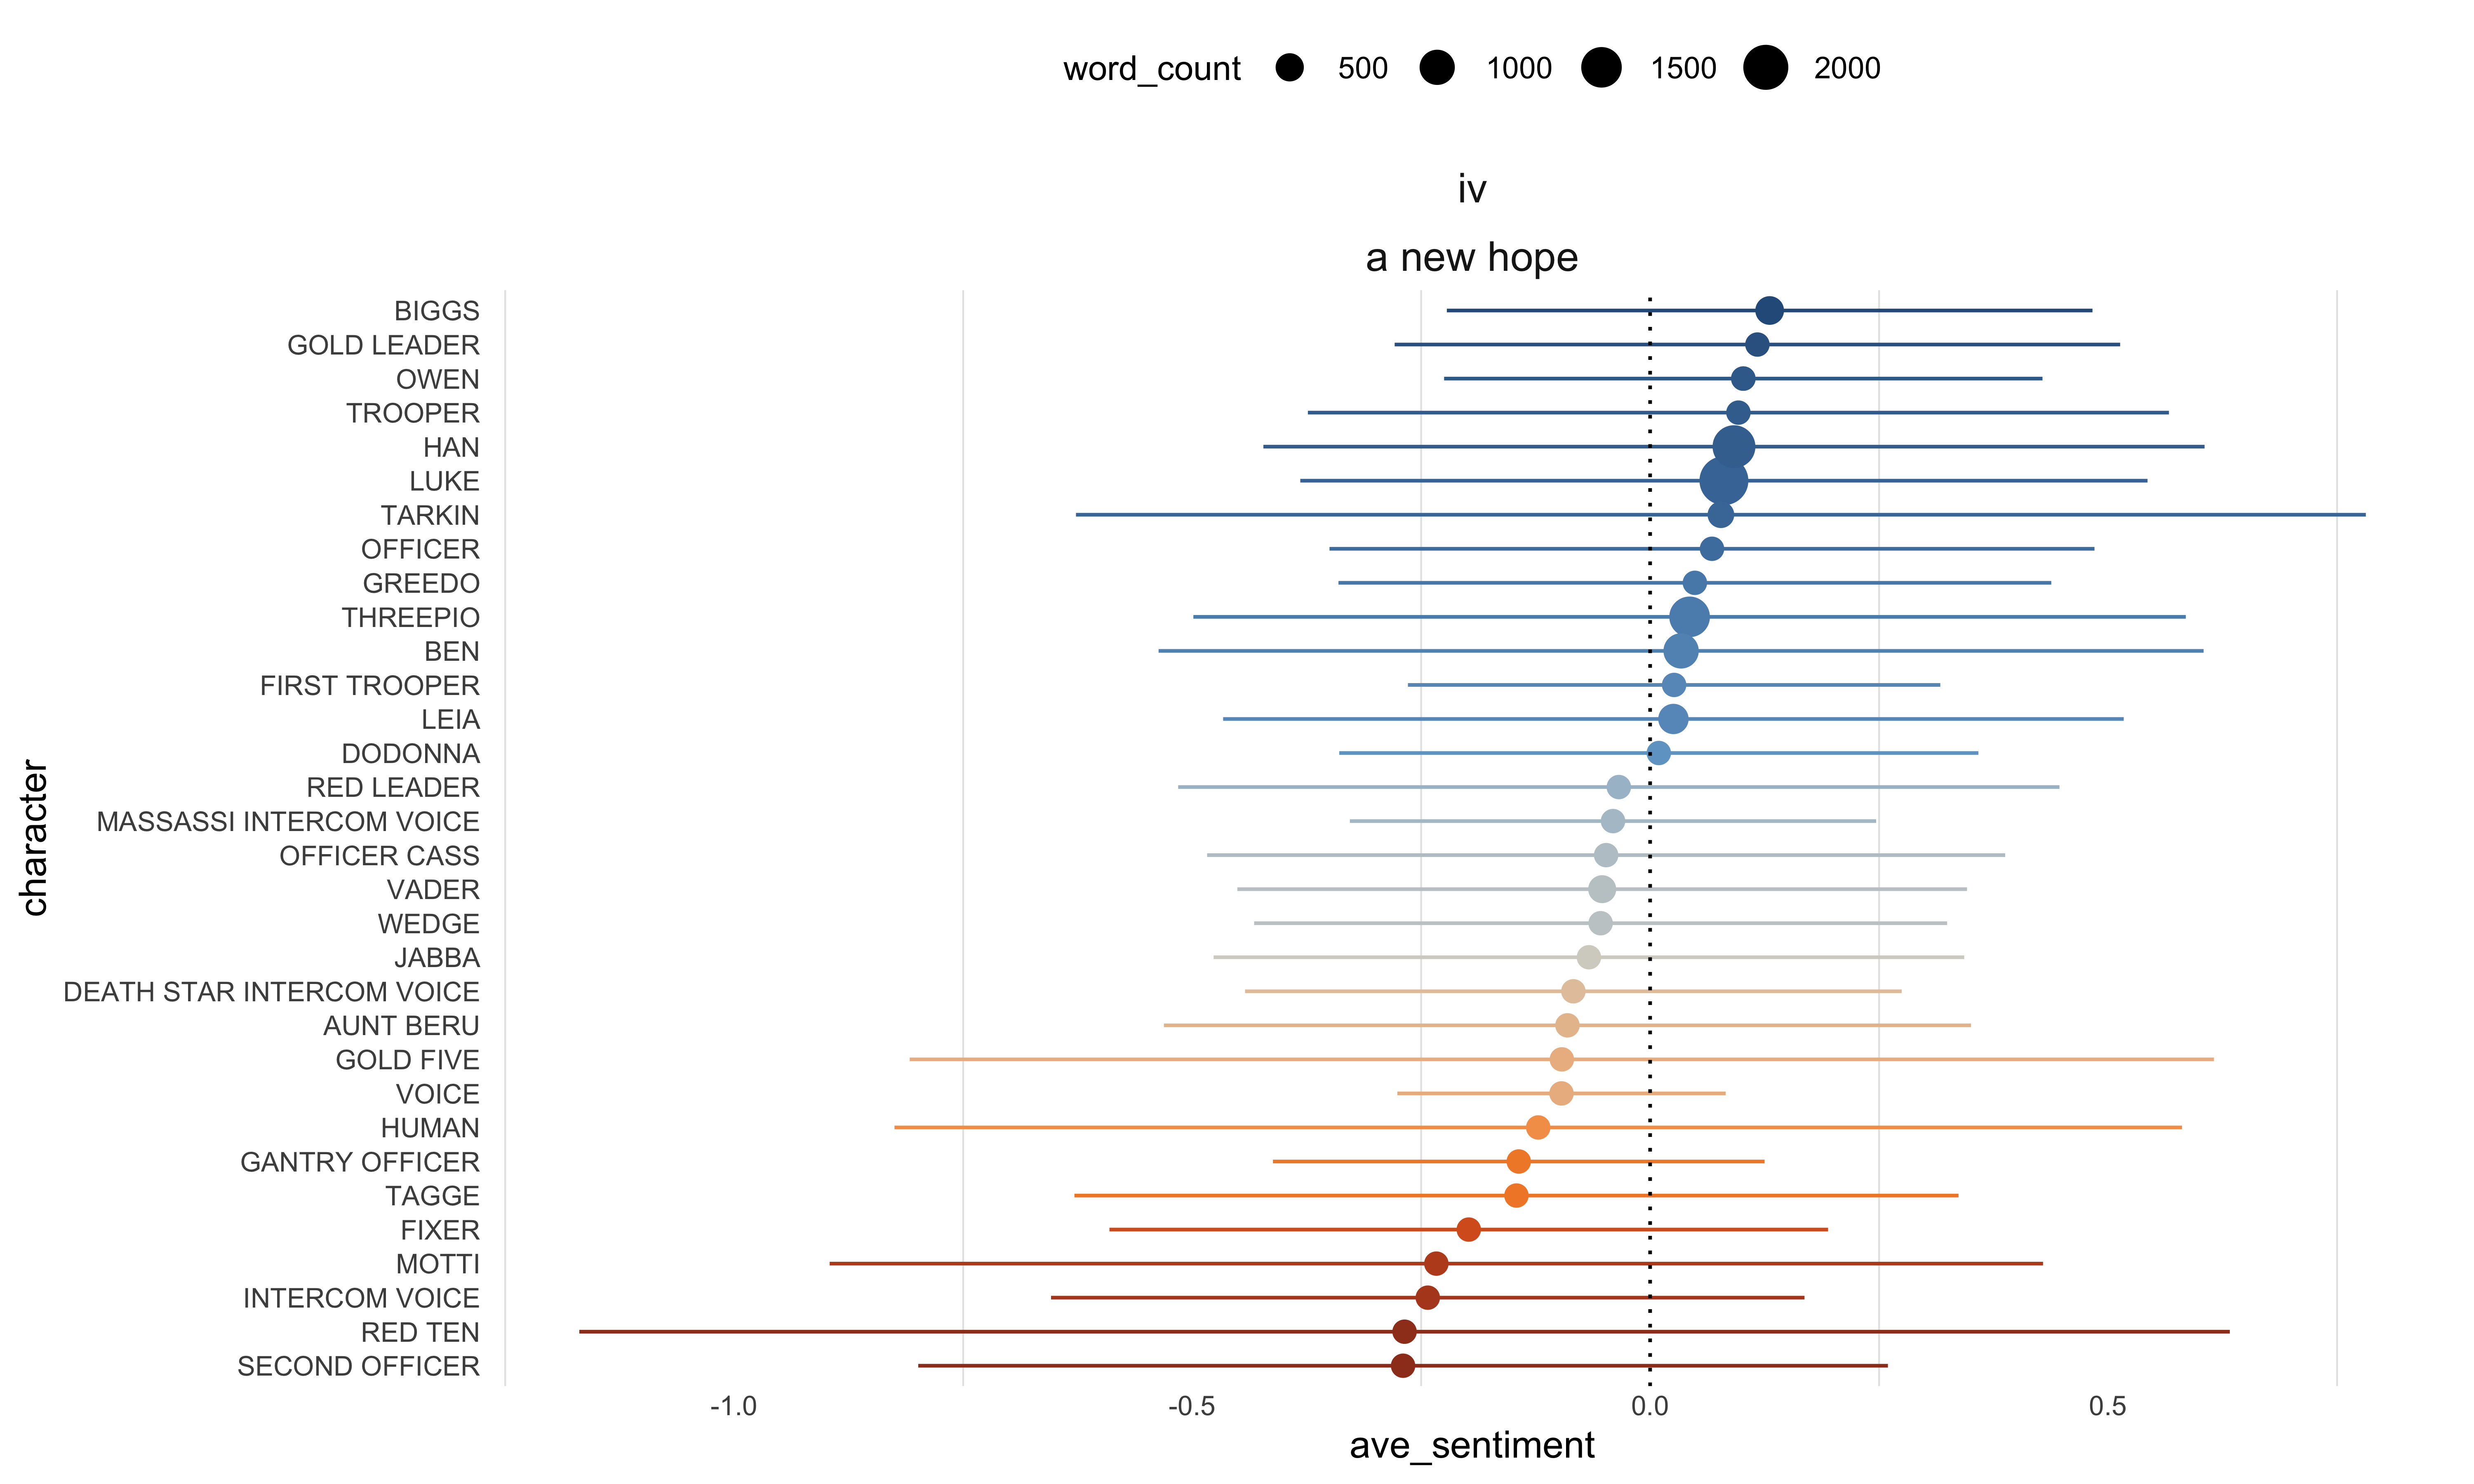 word_count 500 1000 1500 2000
iv
a new hope
BIGGS
GOLD LEADER
OWEN
TROOPER
HAN
LUKE
TARKIN
OFFICER
GREEDO
THREEPIO
BEN
FIRST TROOPER
LEIA
DODONNA
RED LEADER
MASSASSI INTERCOM VOICE
OFFICER CASS
VADER
WEDGE
JABBA
DEATH STAR INTERCOM VOICE
AUNT BERU
GOLD FIVE
VOICE
HUMAN
GANTRY OFFICER
TAGGE
FIXER
MOTTI
INTERCOM VOICE
RED TEN
SECOND OFFICER
character
-1.0 -0.5 0.0 0.5
ave_sentiment